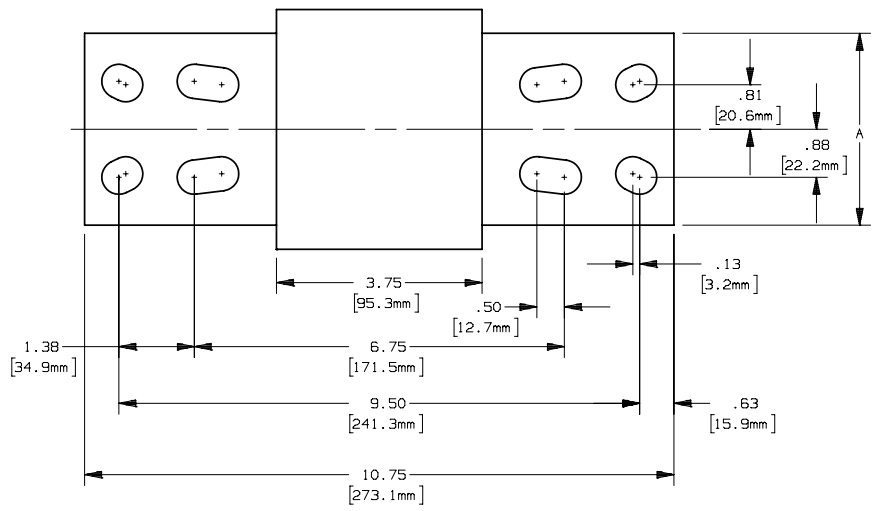 .81
[20.6mm]
A
.88
[22.2mm]
.13
[3.2mm]
3.75
[95.3mm]
.50
[12.7mm]
1.38
[34.9mm]
6.75
[171.5mm]
9.50
[241.3mm]
.63
[15.9mm]
10.75
[273.1mm]